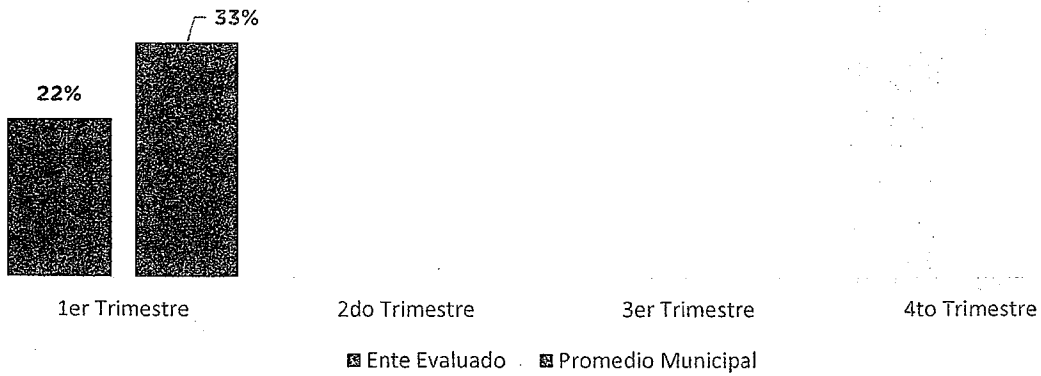 33%
22%
1er Trimestre 2do Trimestre 3er Trimestre 4to Trimestre
Ente Evaluado Promedio Municipal